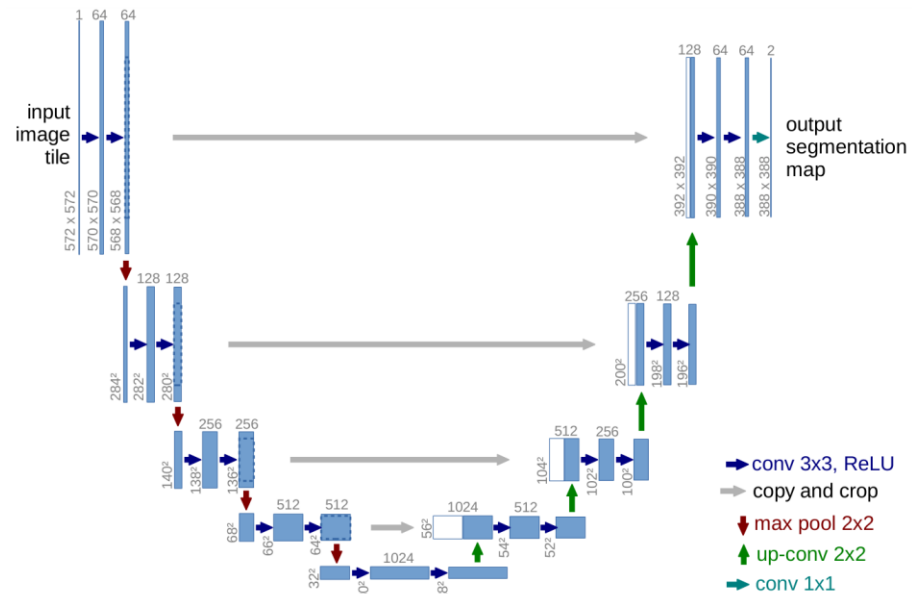 1 64 64
128 64 64 2
input
image
tile
output
segmentation
map
572 x 572
570 x 570
568 x 568
392 x 392
390 x 390
388 x 388
388 x 388
128 128
256 128
284²
282²
280²
200²
198²
196²
256 256
512 256
140²
138²
136²
104²
102²
100²
512 512
1024 512
68²
66²
64²
56²
54²
52²
1024
32²
0²
8²
conv 3x3, ReLU
copy and crop
max pool 2x2
up-conv 2x2
conv 1x1